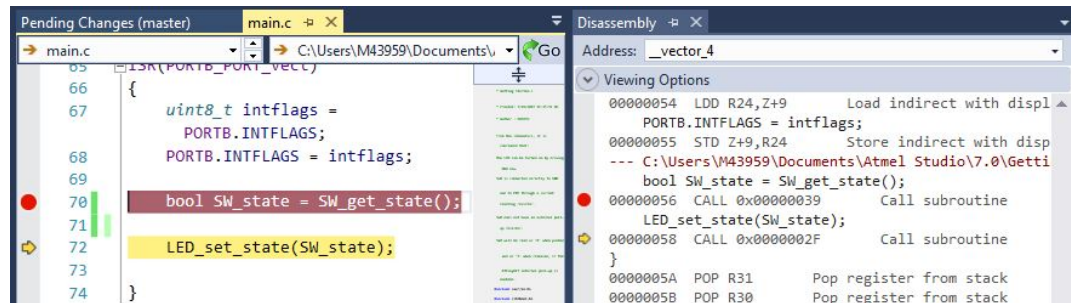 Pending Changes (master) main.c
main.c C:\Users\M43959\Documents\ Go
65 ISR(PORTB_PORT_vect)
66 {
67 uint8_t intflags =
PORTB.INTFLAGS;
68 PORTB.INTFLAGS = intflags;
69
70 bool SW_state = SW_get_state();
71
72 LED_set_state(SW_state);
73
74 }
Disassembly
Address: __vector_4
Viewing Options
00000054 LDD R24,Z+9 Load indirect with displ
PORTB.INTFLAGS = intflags;
00000055 STD Z+9,R24 Store indirect with disp
--- C:\Users\M43959\Documents\Atmel Studio\7.0\Getti
bool SW_state = SW_get_state();
00000056 CALL 0x00000039 Call subroutine
LED_set_state(SW_state);
00000058 CALL 0x0000002F Call subroutine
}
0000005A POP R31 Pop register from stack
0000005B POP R30 Pop register from stack